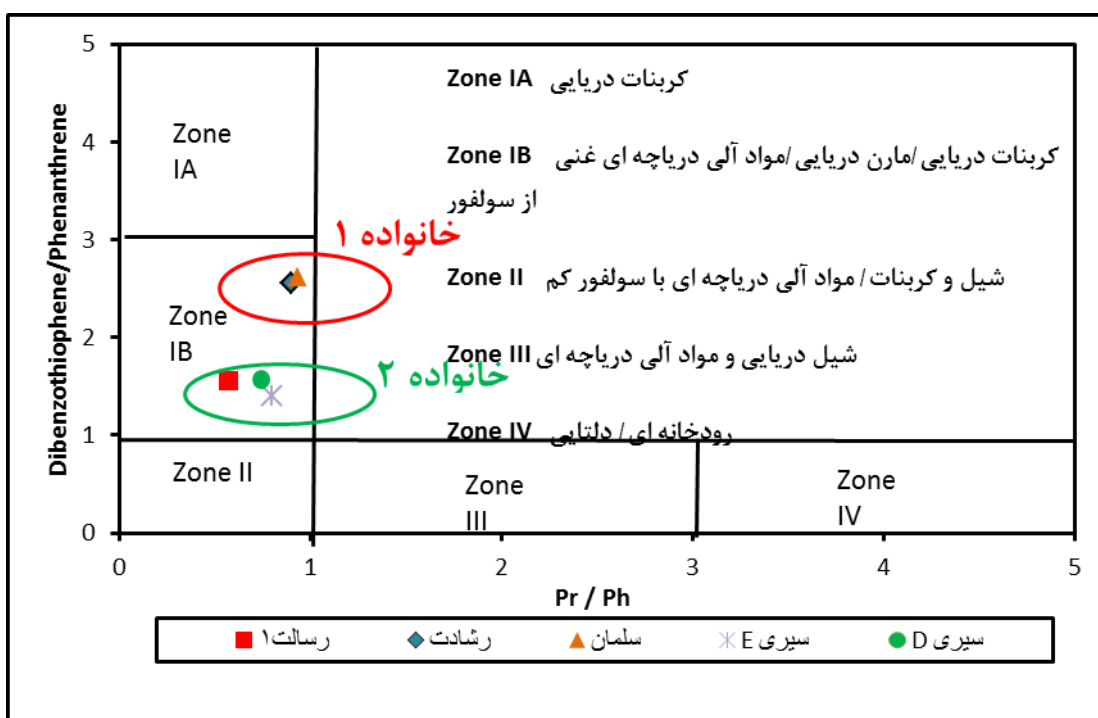 5
4
3
2
1
0
Dibenzothiophene/Phenanthrene
Zone
IA
Zone IA کربنات دریایی
Zone IB کربنات دریایی/مارن دریایی/مواد آلی دریاچه ای غنی
از سولفور
خانواده ۱
Zone II شیل و کربنات/ مواد آلی دریاچه ای با سولفور کم
Zone
IB
Zone III شیل دریایی و مواد آلی دریاچه ای
خانواده ۲
Zone IV رودخانه ای/ دلتایی
Zone II
Zone
III
Zone
IV
0 1 2 3 4 5
Pr / Ph
رسالت۱ رشادت سلمان سیری E سیری D